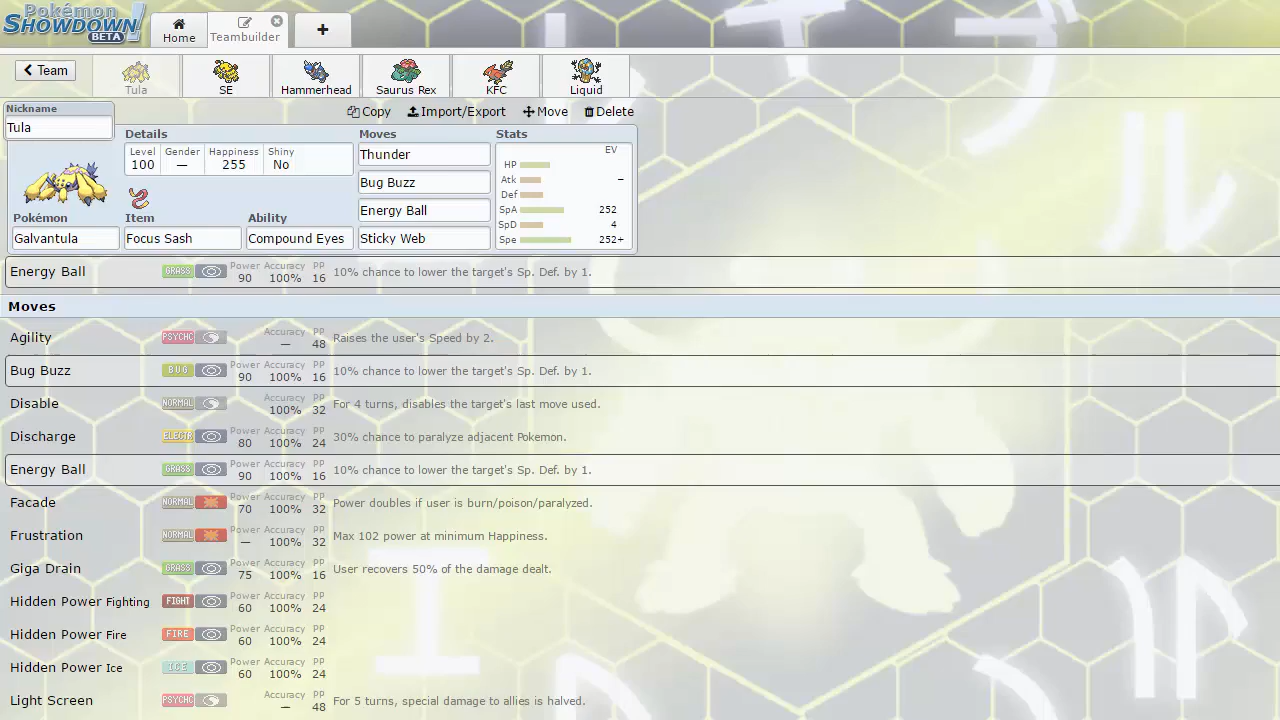 Pokémon
SHOWDOWN!
BETA
Home
Teambuilder
+
Team
Tula
SE
Hammerhead
Saurus Rex
KFC
Liquid
Nickname
Tula
Copy
Import/Export
Move
Delete
Details
Level Gender Happiness Shiny
100 — 255 No
Pokémon
Galvantula
Item
Focus Sash
Ability
Compound Eyes
Moves
Thunder
Bug Buzz
Energy Ball
Sticky Web
Stats
EV
HP
Atk −
Def
SpA 252
SpD 4
Spe 252+
Energy Ball GRASS Power 90 Accuracy 100% PP 16 10% chance to lower the target's Sp. Def. by 1.
Moves
Agility PSYCHC Accuracy — PP 48 Raises the user's Speed by 2.
Bug Buzz BUG Power 90 Accuracy 100% PP 16 10% chance to lower the target's Sp. Def. by 1.
Disable NORMAL Accuracy 100% PP 32 For 4 turns, disables the target's last move used.
Discharge ELECTR Power 80 Accuracy 100% PP 24 30% chance to paralyze adjacent Pokemon.
Energy Ball GRASS Power 90 Accuracy 100% PP 16 10% chance to lower the target's Sp. Def. by 1.
Facade NORMAL Power 70 Accuracy 100% PP 32 Power doubles if user is burn/poison/paralyzed.
Frustration NORMAL Power — Accuracy 100% PP 32 Max 102 power at minimum Happiness.
Giga Drain GRASS Power 75 Accuracy 100% PP 16 User recovers 50% of the damage dealt.
Hidden Power Fighting FIGHT Power 60 Accuracy 100% PP 24
Hidden Power Fire FIRE Power 60 Accuracy 100% PP 24
Hidden Power Ice ICE Power 60 Accuracy 100% PP 24
Light Screen PSYCHC Accuracy — PP 48 For 5 turns, special damage to allies is halved.